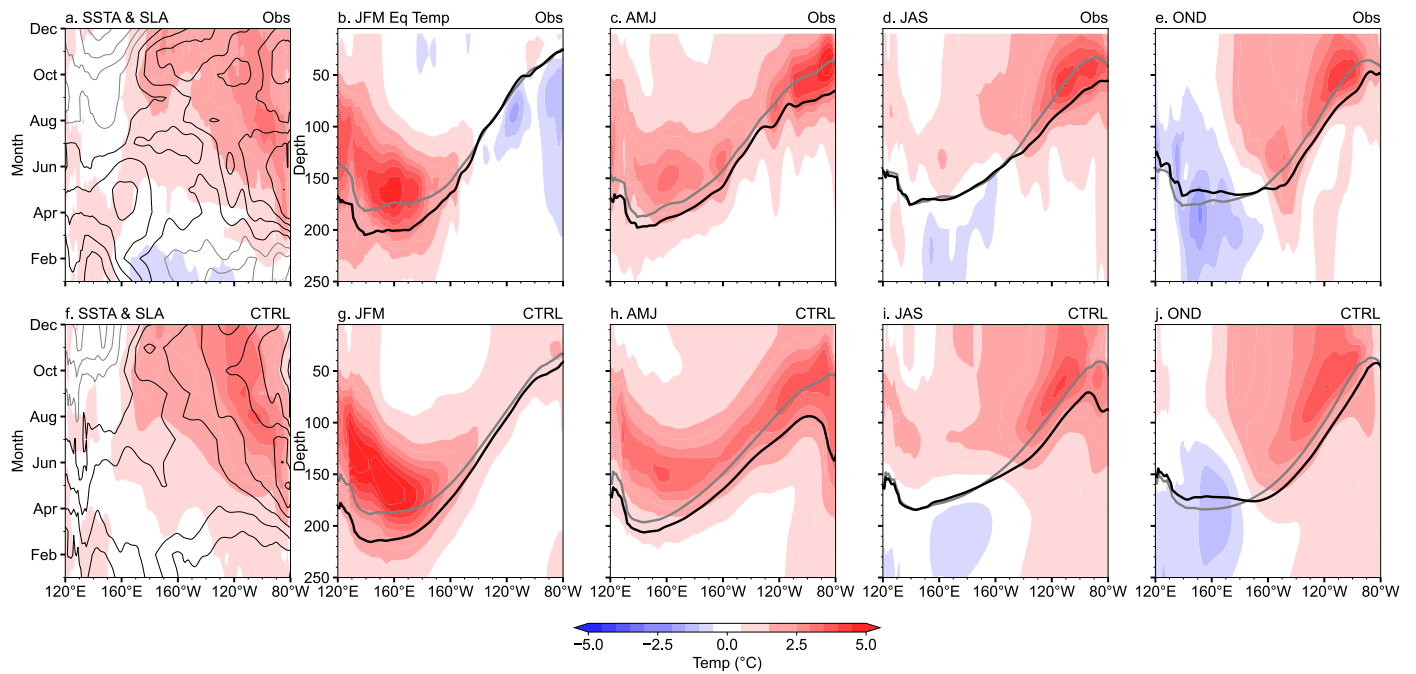 a. SSTA & SLA Obs
b. JFM Eq Temp Obs
c. AMJ Obs
d. JAS Obs
e. OND Obs
Dec
Oct
Aug
Jun
Apr
Feb
Month
50
100
150
200
250
Depth
f. SSTA & SLA CTRL
g. JFM CTRL
h. AMJ CTRL
i. JAS CTRL
j. OND CTRL
Dec
Oct
Aug
Jun
Apr
Feb
Month
50
100
150
200
250
Depth
120°E 160°E 160°W 120°W 80°W
120°E 160°E 160°W 120°W 80°W
120°E 160°E 160°W 120°W 80°W
120°E 160°E 160°W 120°W 80°W
120°E 160°E 160°W 120°W 80°W
−5.0 −2.5 0.0 2.5 5.0
Temp (°C)